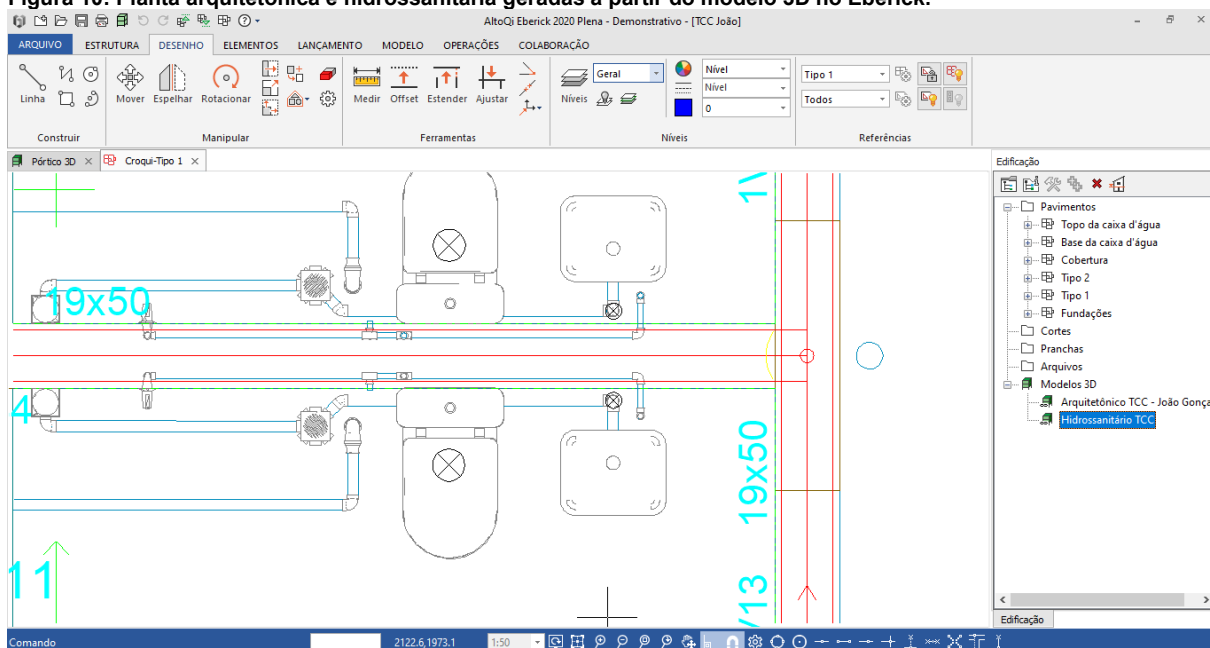 Figura 10: Planta arquitetônica e hidrossanitária geradas a partir do modelo 3D no Eberick.
AltoQi Eberick 2020 Plena - Demonstrativo - [TCC João]
ARQUIVO ESTRUTURA DESENHO ELEMENTOS LANÇAMENTO MODELO OPERAÇÕES COLABORAÇÃO
Linha
Mover Espelhar Rotacionar
Medir Offset Estender Ajustar
Níveis
Geral
Nível
Nível
0
Tipo 1
Todos
Construir Manipular Ferramentas Níveis Referências
Pórtico 3D
Croqui-Tipo 1
Edificação
Pavimentos
Topo da caixa d'água
Base da caixa d'água
Cobertura
Tipo 2
Tipo 1
Fundações
Cortes
Pranchas
Arquivos
Modelos 3D
Arquitetônico TCC - João Gonça
Hidrossanitário TCC
19x50
4
11
19x50
V13
Edificação
Comando
2122.6,1973.1
1:50